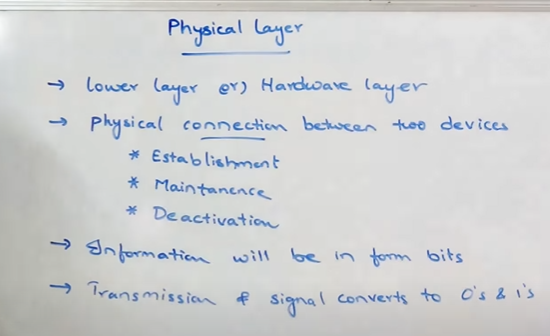 Physical Layer
→ Lower layer or) Hardware layer
→ Physical connection between two devices
* Establishment
* Maintanence
* Deactivation
→ Information will be in form bits
→ Transmission & signal converts to 0's & 1's